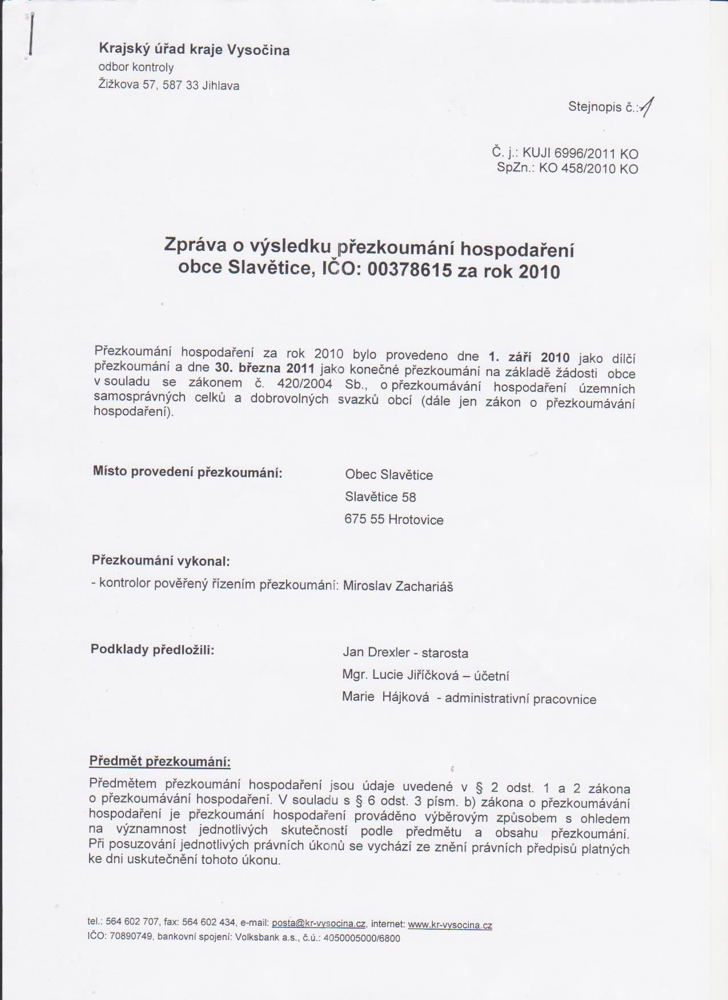 Krajský úřad kraje Vysočina
odbor kontroly
Žižkova 57, 587 33 Jihlava
Stejnopis č.: 1
Č. j.: KUJI 6996/2011 KO
SpZn.: KO 458/2010 KO
Zpráva o výsledku přezkoumání hospodaření
obce Slavětice, IČO: 00378615 za rok 2010
Přezkoumání hospodaření za rok 2010 bylo provedeno dne 1. září 2010 jako dílčí
přezkoumání a dne 30. března 2011 jako konečné přezkoumání na základě žádosti obce
v souladu se zákonem č. 420/2004 Sb., o přezkoumávání hospodaření územních
samosprávných celků a dobrovolných svazků obcí (dále jen zákon o přezkoumávání
hospodaření).
Místo provedení přezkoumání: Obec Slavětice
Slavětice 58
675 55 Hrotovice
Přezkoumání vykonal:
- kontrolor pověřený řízením přezkoumání: Miroslav Zachariáš
Podklady předložili: Jan Drexler - starosta
Mgr. Lucie Jiříčková – účetní
Marie Hájková - administrativní pracovnice
Předmět přezkoumání:
Předmětem přezkoumání hospodaření jsou údaje uvedené v § 2 odst. 1 a 2 zákona
o přezkoumávání hospodaření. V souladu s § 6 odst. 3 písm. b) zákona o přezkoumávání
hospodaření je přezkoumání hospodaření prováděno výběrovým způsobem s ohledem
na významnost jednotlivých skutečností podle předmětu a obsahu přezkoumání.
Při posuzování jednotlivých právních úkonů se vychází ze znění právních předpisů platných
ke dni uskutečnění tohoto úkonu.
tel.: 564 602 707, fax: 564 602 434, e-mail: posta@kr-vysocina.cz, internet: www.kr-vysocina.cz
IČO: 70890749, bankovní spojení: Volksbank a.s., č.ú.: 4050005000/6800